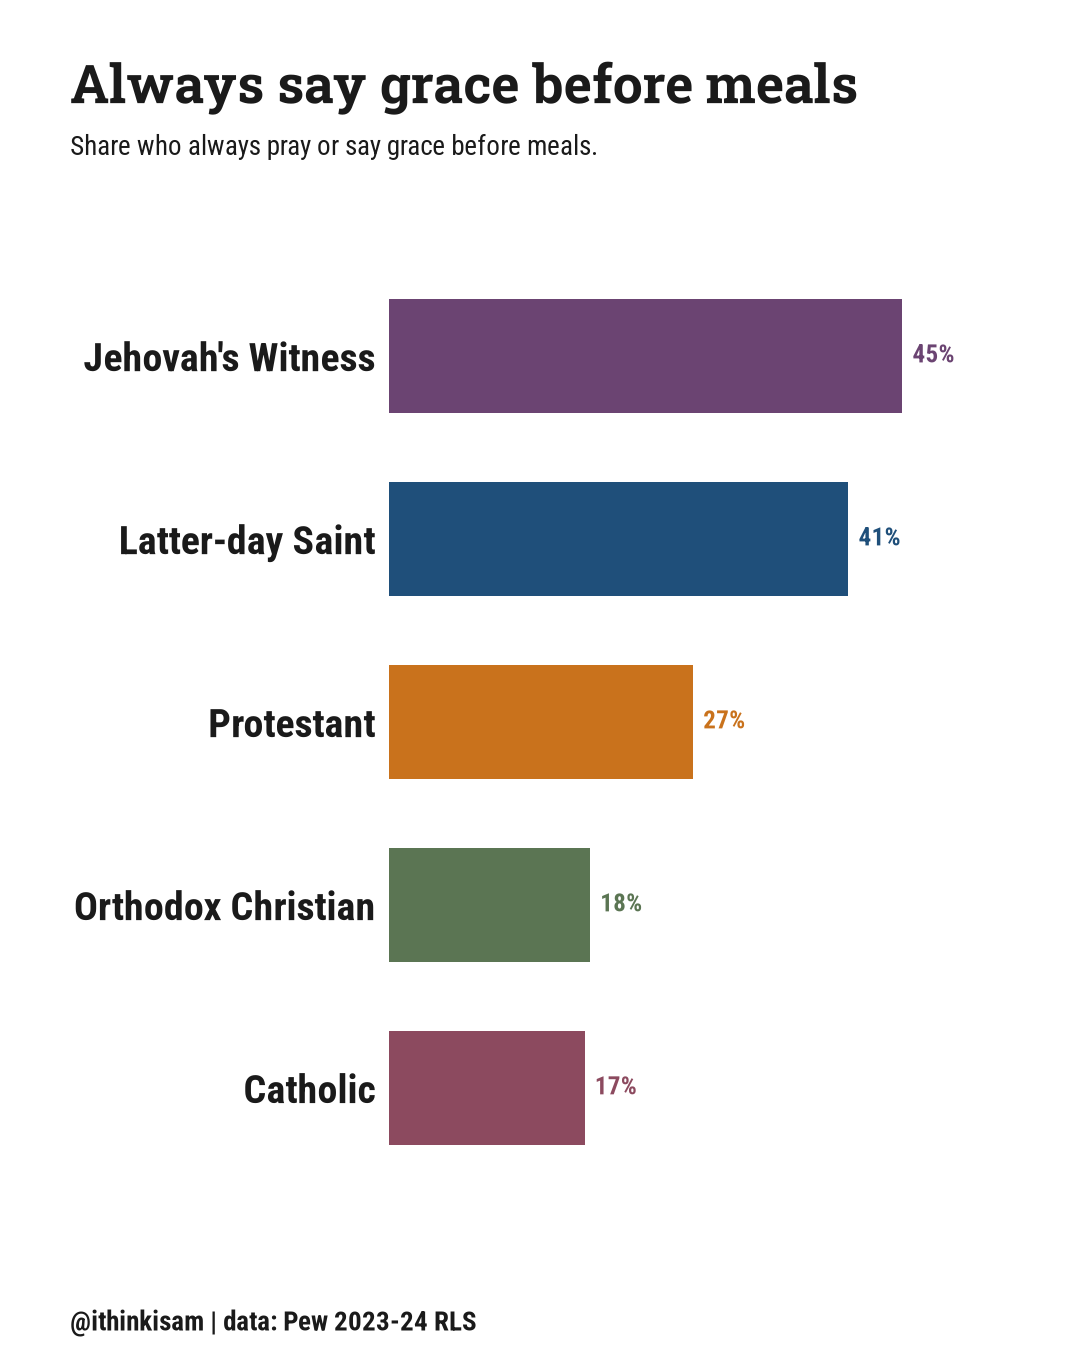 Always say grace before meals
Share who always pray or say grace before meals.
Jehovah's Witness 45%
Latter-day Saint 41%
Protestant 27%
Orthodox Christian 18%
Catholic 17%
@ithinkisam | data: Pew 2023-24 RLS